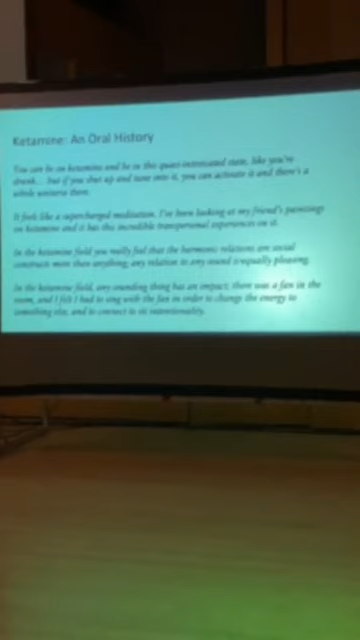 Ketamine: An Oral History
You can be on ketamine and be in this quasi-intoxicated state, like you're
drunk... but if you shut up and tune into it, you can activate it and there's a
whole universe there.
It feels like a supercharged meditation. I've been looking at my friend's paintings
on ketamine and it has this incredible transpersonal experiences on it.
In the ketamine field you really feel that the harmonic relations are social
constructs more than anything; any relation to any sound is equally pleasing.
In the ketamine field, any sounding thing has an impact; there was a fan in the
room, and I felt I had to sing with the fan in order to change the energy to
something else, and to connect to its intentionality.